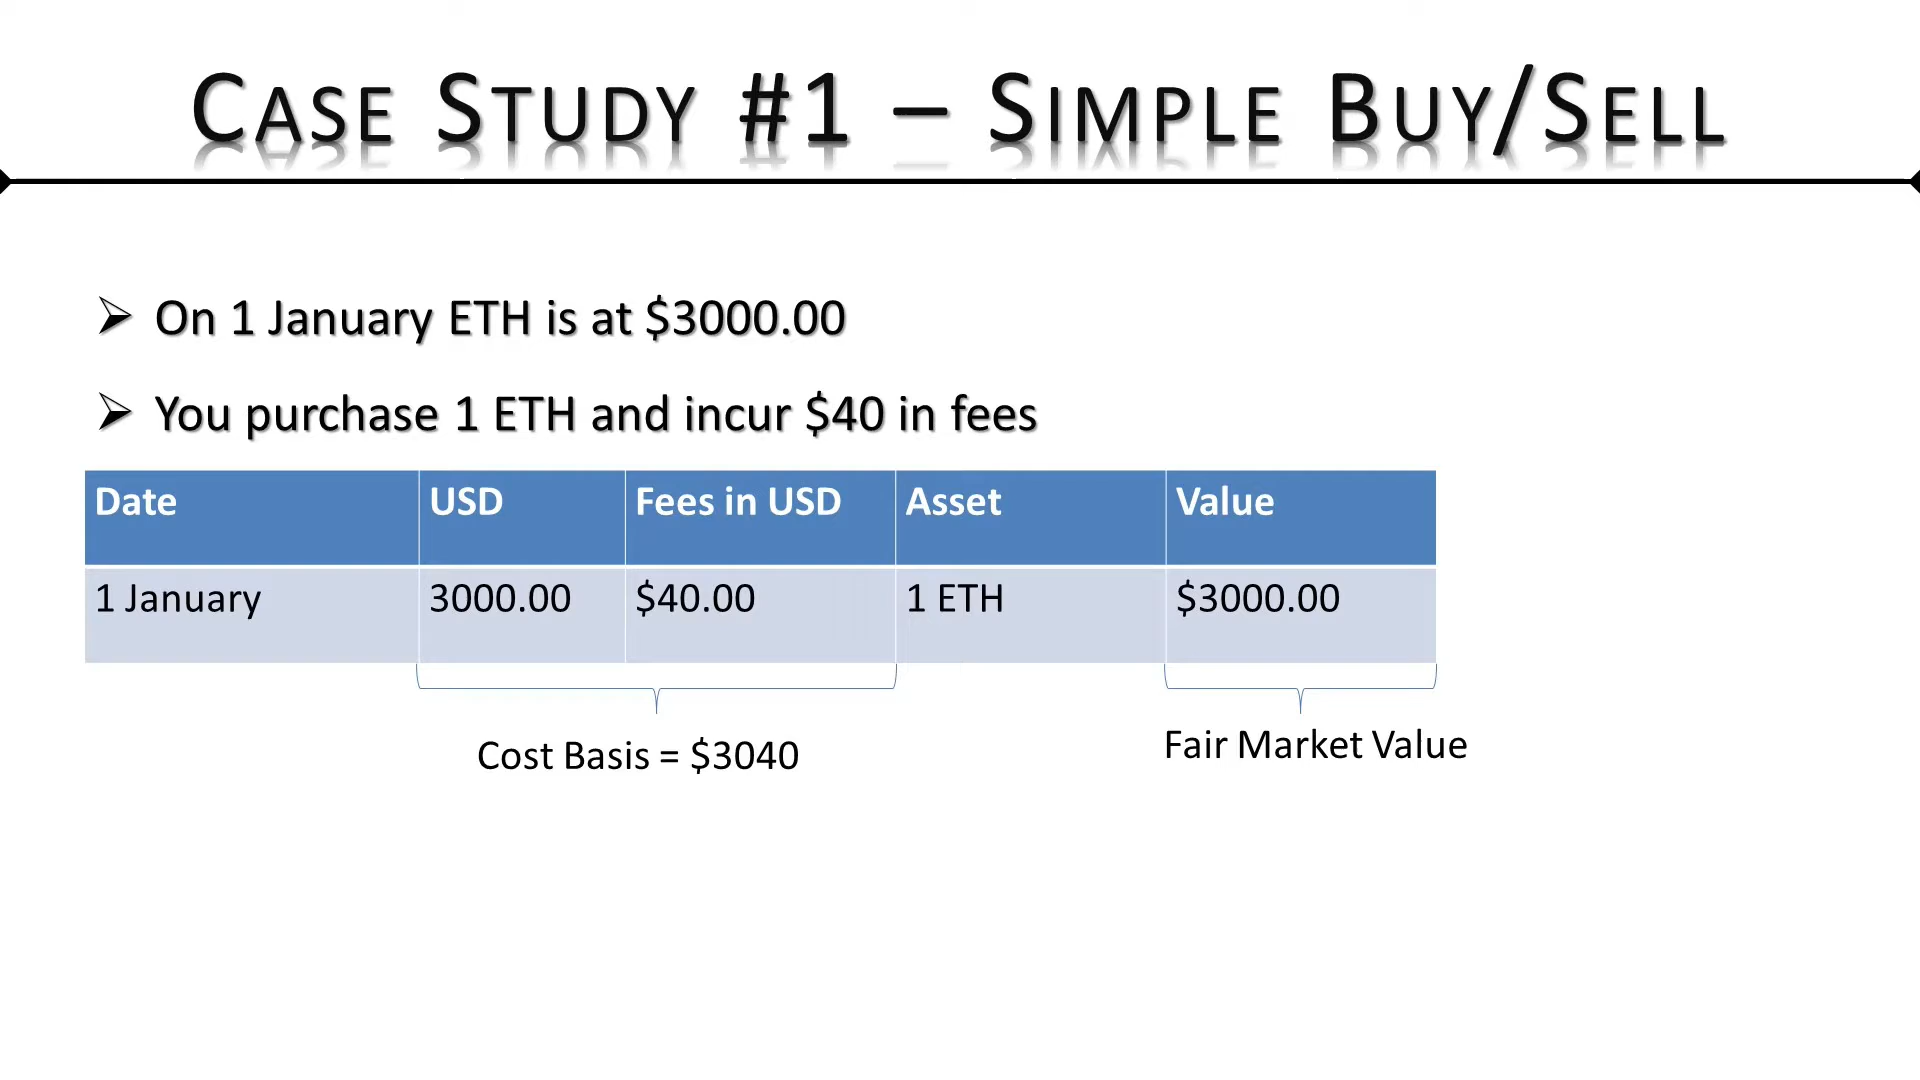 Case Study #1 – Simple Buy/Sell
On 1 January ETH is at $3000.00
You purchase 1 ETH and incur $40 in fees
Date USD Fees in USD Asset Value
1 January 3000.00 $40.00 1 ETH $3000.00
Cost Basis = $3040
Fair Market Value